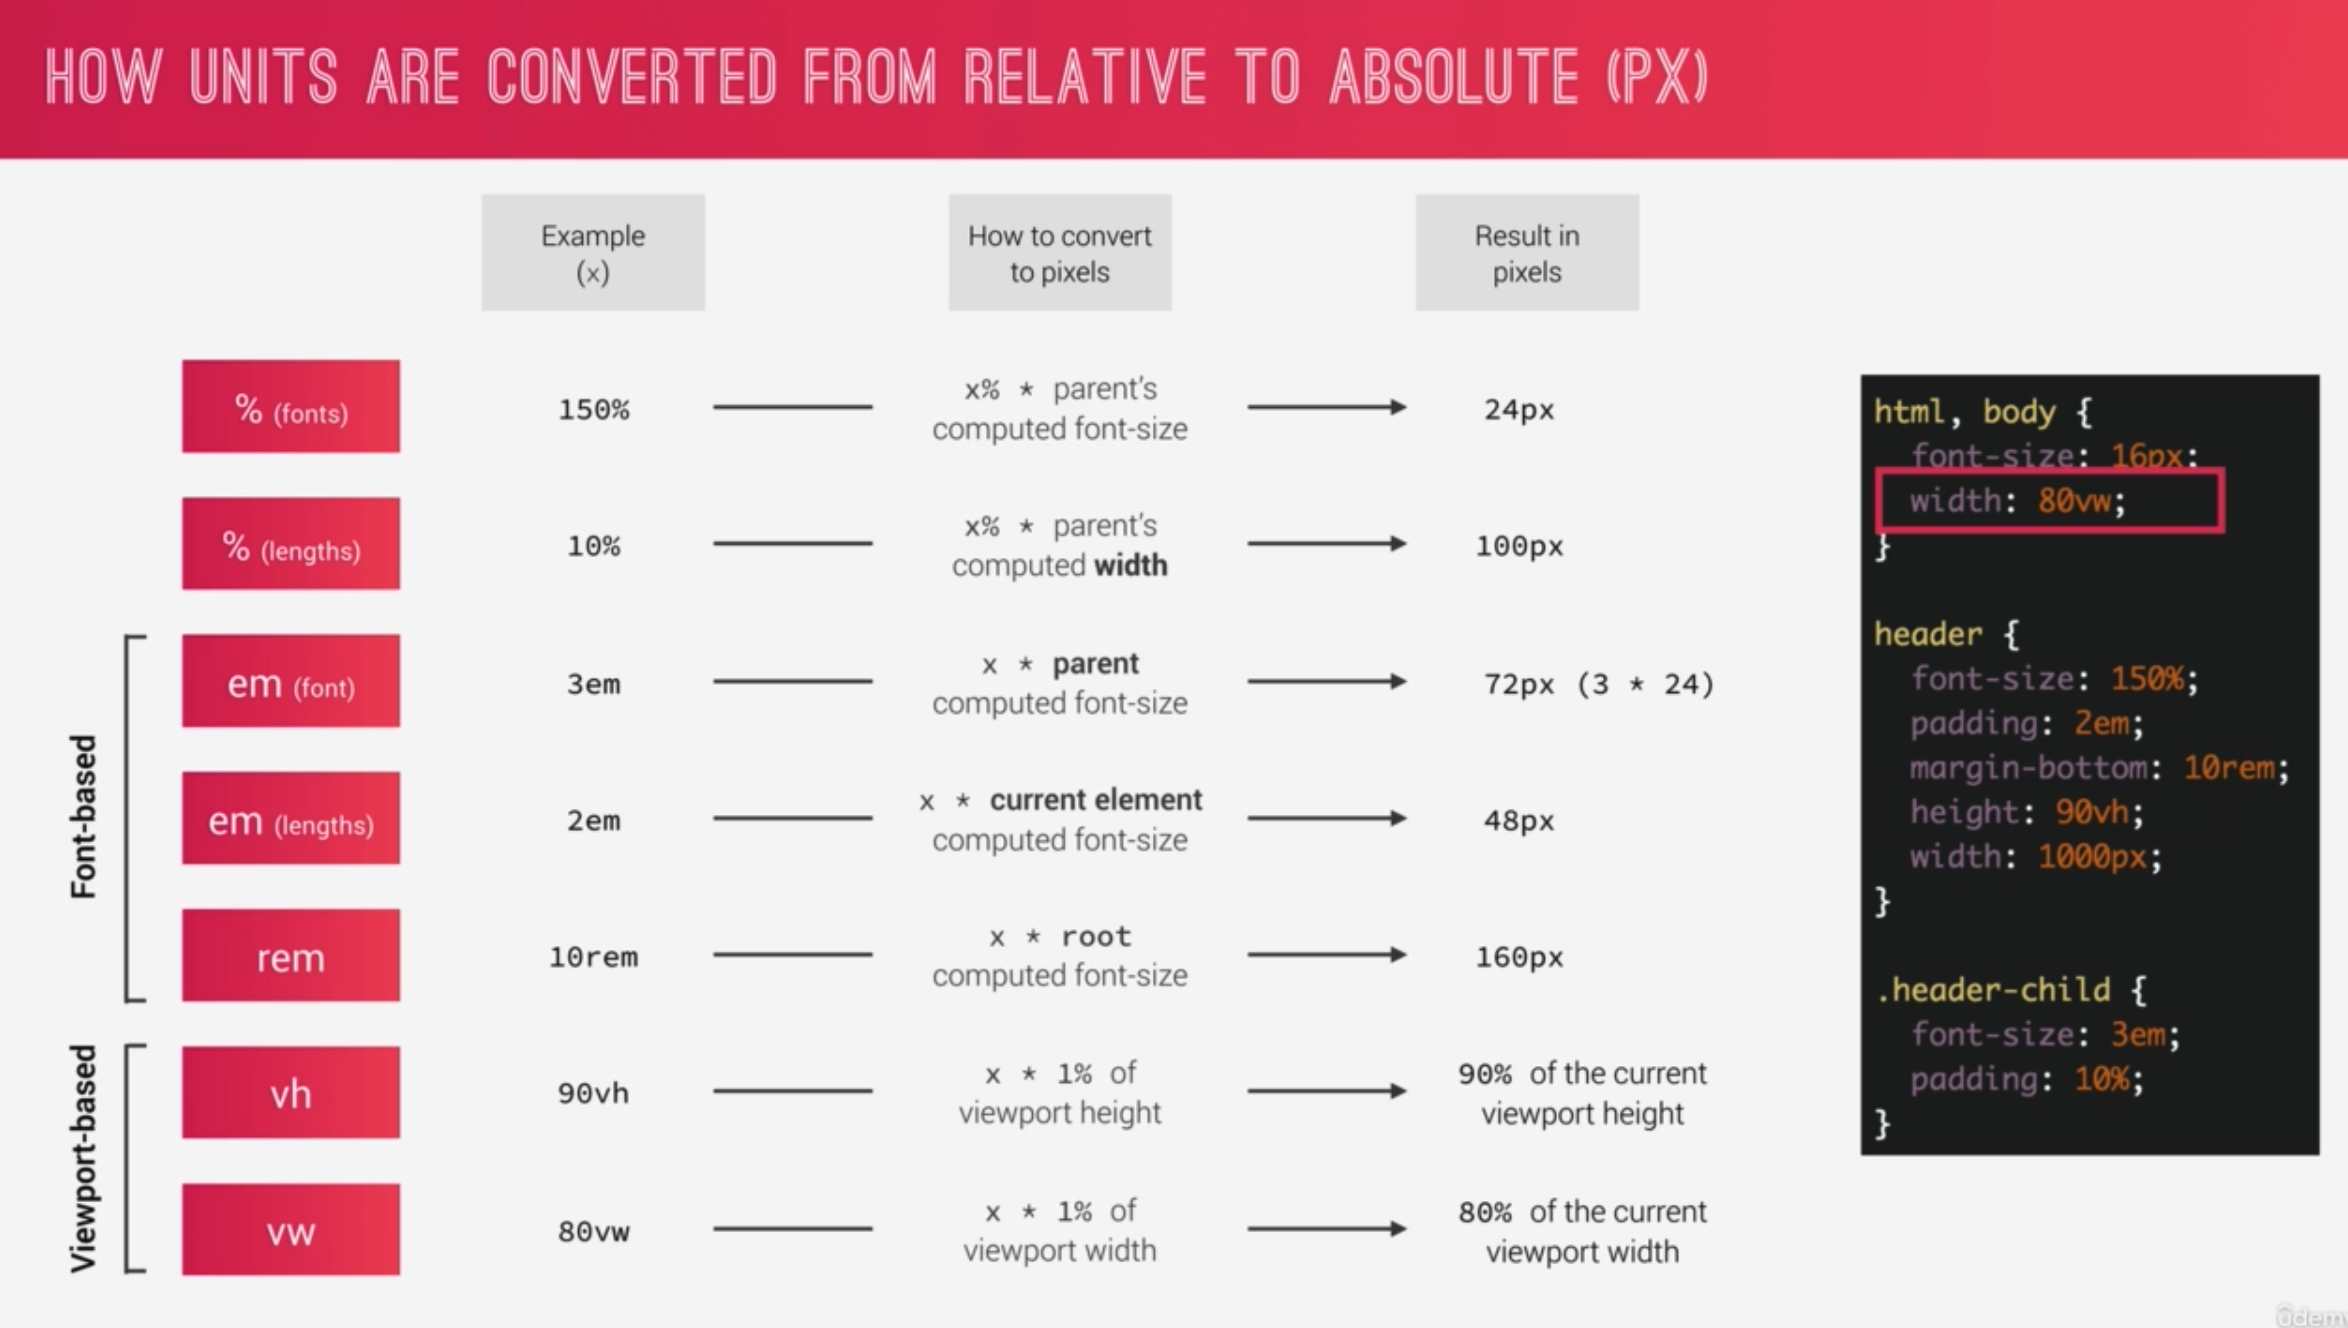 HOW UNITS ARE CONVERTED FROM RELATIVE TO ABSOLUTE (PX)
Example
(x)
How to convert
to pixels
Result in
pixels
% (fonts)
150%
x% * parent's
computed font-size
24px
% (lengths)
10%
x% * parent's
computed width
100px
Font-based
em (font)
3em
x * parent
computed font-size
72px (3 * 24)
em (lengths)
2em
x * current element
computed font-size
48px
rem
10rem
x * root
computed font-size
160px
Viewport-based
vh
90vh
x * 1% of
viewport height
90% of the current
viewport height
vw
80vw
x * 1% of
viewport width
80% of the current
viewport width
html, body {
font-size: 16px;
width: 80vw;
}
header {
font-size: 150%;
padding: 2em;
margin-bottom: 10rem;
height: 90vh;
width: 1000px;
}
.header-child {
font-size: 3em;
padding: 10%;
}
ûdemy